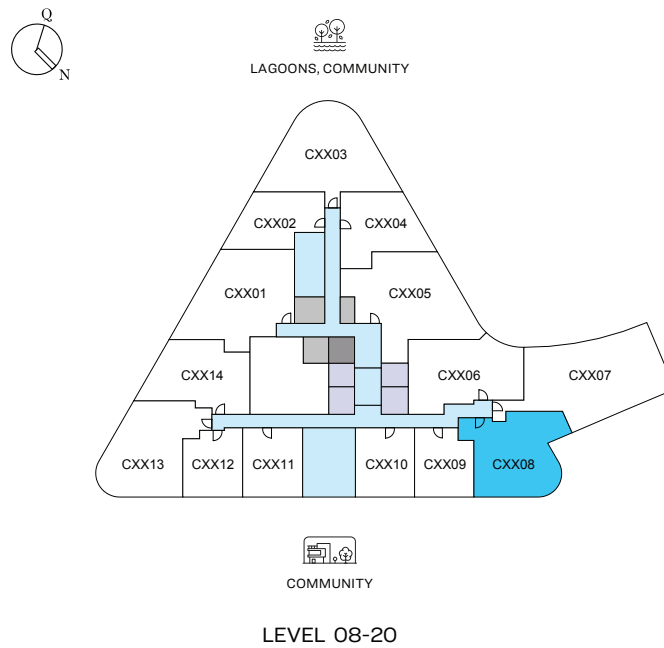 Q
N
LAGOONS, COMMUNITY
CXX03
CXX02
CXX04
CXX01
CXX05
CXX14
CXX06
CXX07
CXX13
CXX12
CXX11
CXX10
CXX09
CXX08
COMMUNITY
LEVEL 08-20